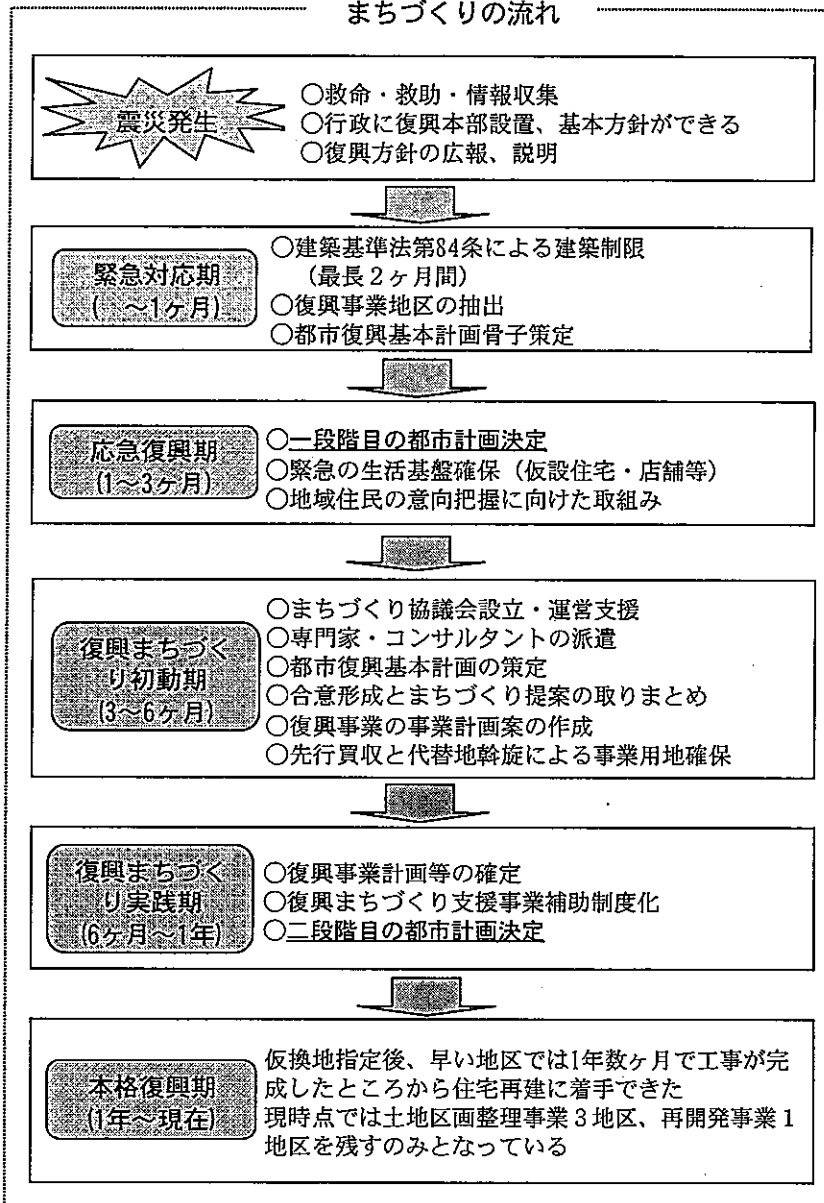 まちづくりの流れ
震災発生
○救命・救助・情報収集
○行政に復興本部設置、基本方針ができる
○復興方針の広報、説明
緊急対応期
(　～1ヶ月)
○建築基準法第84条による建築制限
（最長２ヶ月間）
○復興事業地区の抽出
○都市復興基本計画骨子策定
応急復興期
(1～3ヶ月)
○一段階目の都市計画決定
○緊急の生活基盤確保（仮設住宅・店舗等）
○地域住民の意向把握に向けた取組み
復興まちづく
り初動期
(3～6ヶ月)
○まちづくり協議会設立・運営支援
○専門家・コンサルタントの派遣
○都市復興基本計画の策定
○合意形成とまちづくり提案の取りまとめ
○復興事業の事業計画案の作成
○先行買収と代替地斡旋による事業用地確保
復興まちづく
り実践期
(6ヶ月～1年)
○復興事業計画等の確定
○復興まちづくり支援事業補助制度化
○二段階目の都市計画決定
本格復興期
(1年～現在)
仮換地指定後、早い地区では1年数ヶ月で工事が完
成したところから住宅再建に着手できた
現時点では土地区画整理事業３地区、再開発事業１
地区を残すのみとなっている